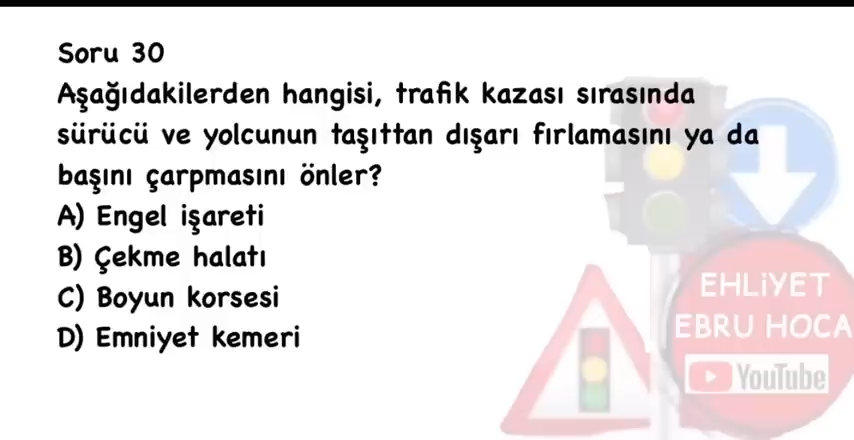 Soru 30
Aşağıdakilerden hangisi, trafik kazası sırasında
sürücü ve yolcunun taşıttan dışarı fırlamasını ya da
başını çarpmasını önler?
A) Engel işareti
B) Çekme halatı
C) Boyun korsesi
D) Emniyet kemeri
EHLİYET
EBRU HOCA
YouTube